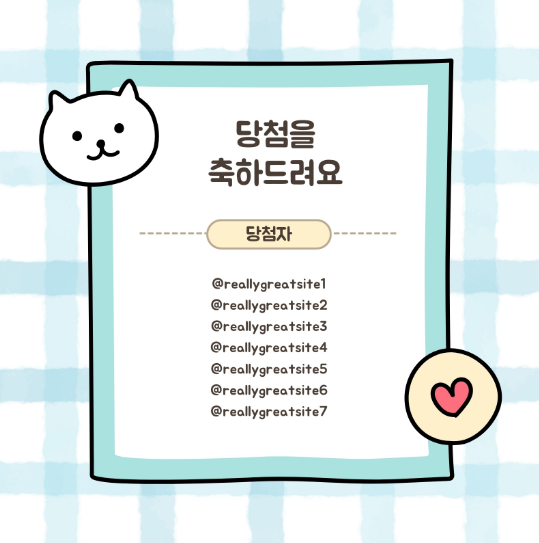 당첨을
축하드려요
당첨자
@reallygreatsite1
@reallygreatsite2
@reallygreatsite3
@reallygreatsite4
@reallygreatsite5
@reallygreatsite6
@reallygreatsite7